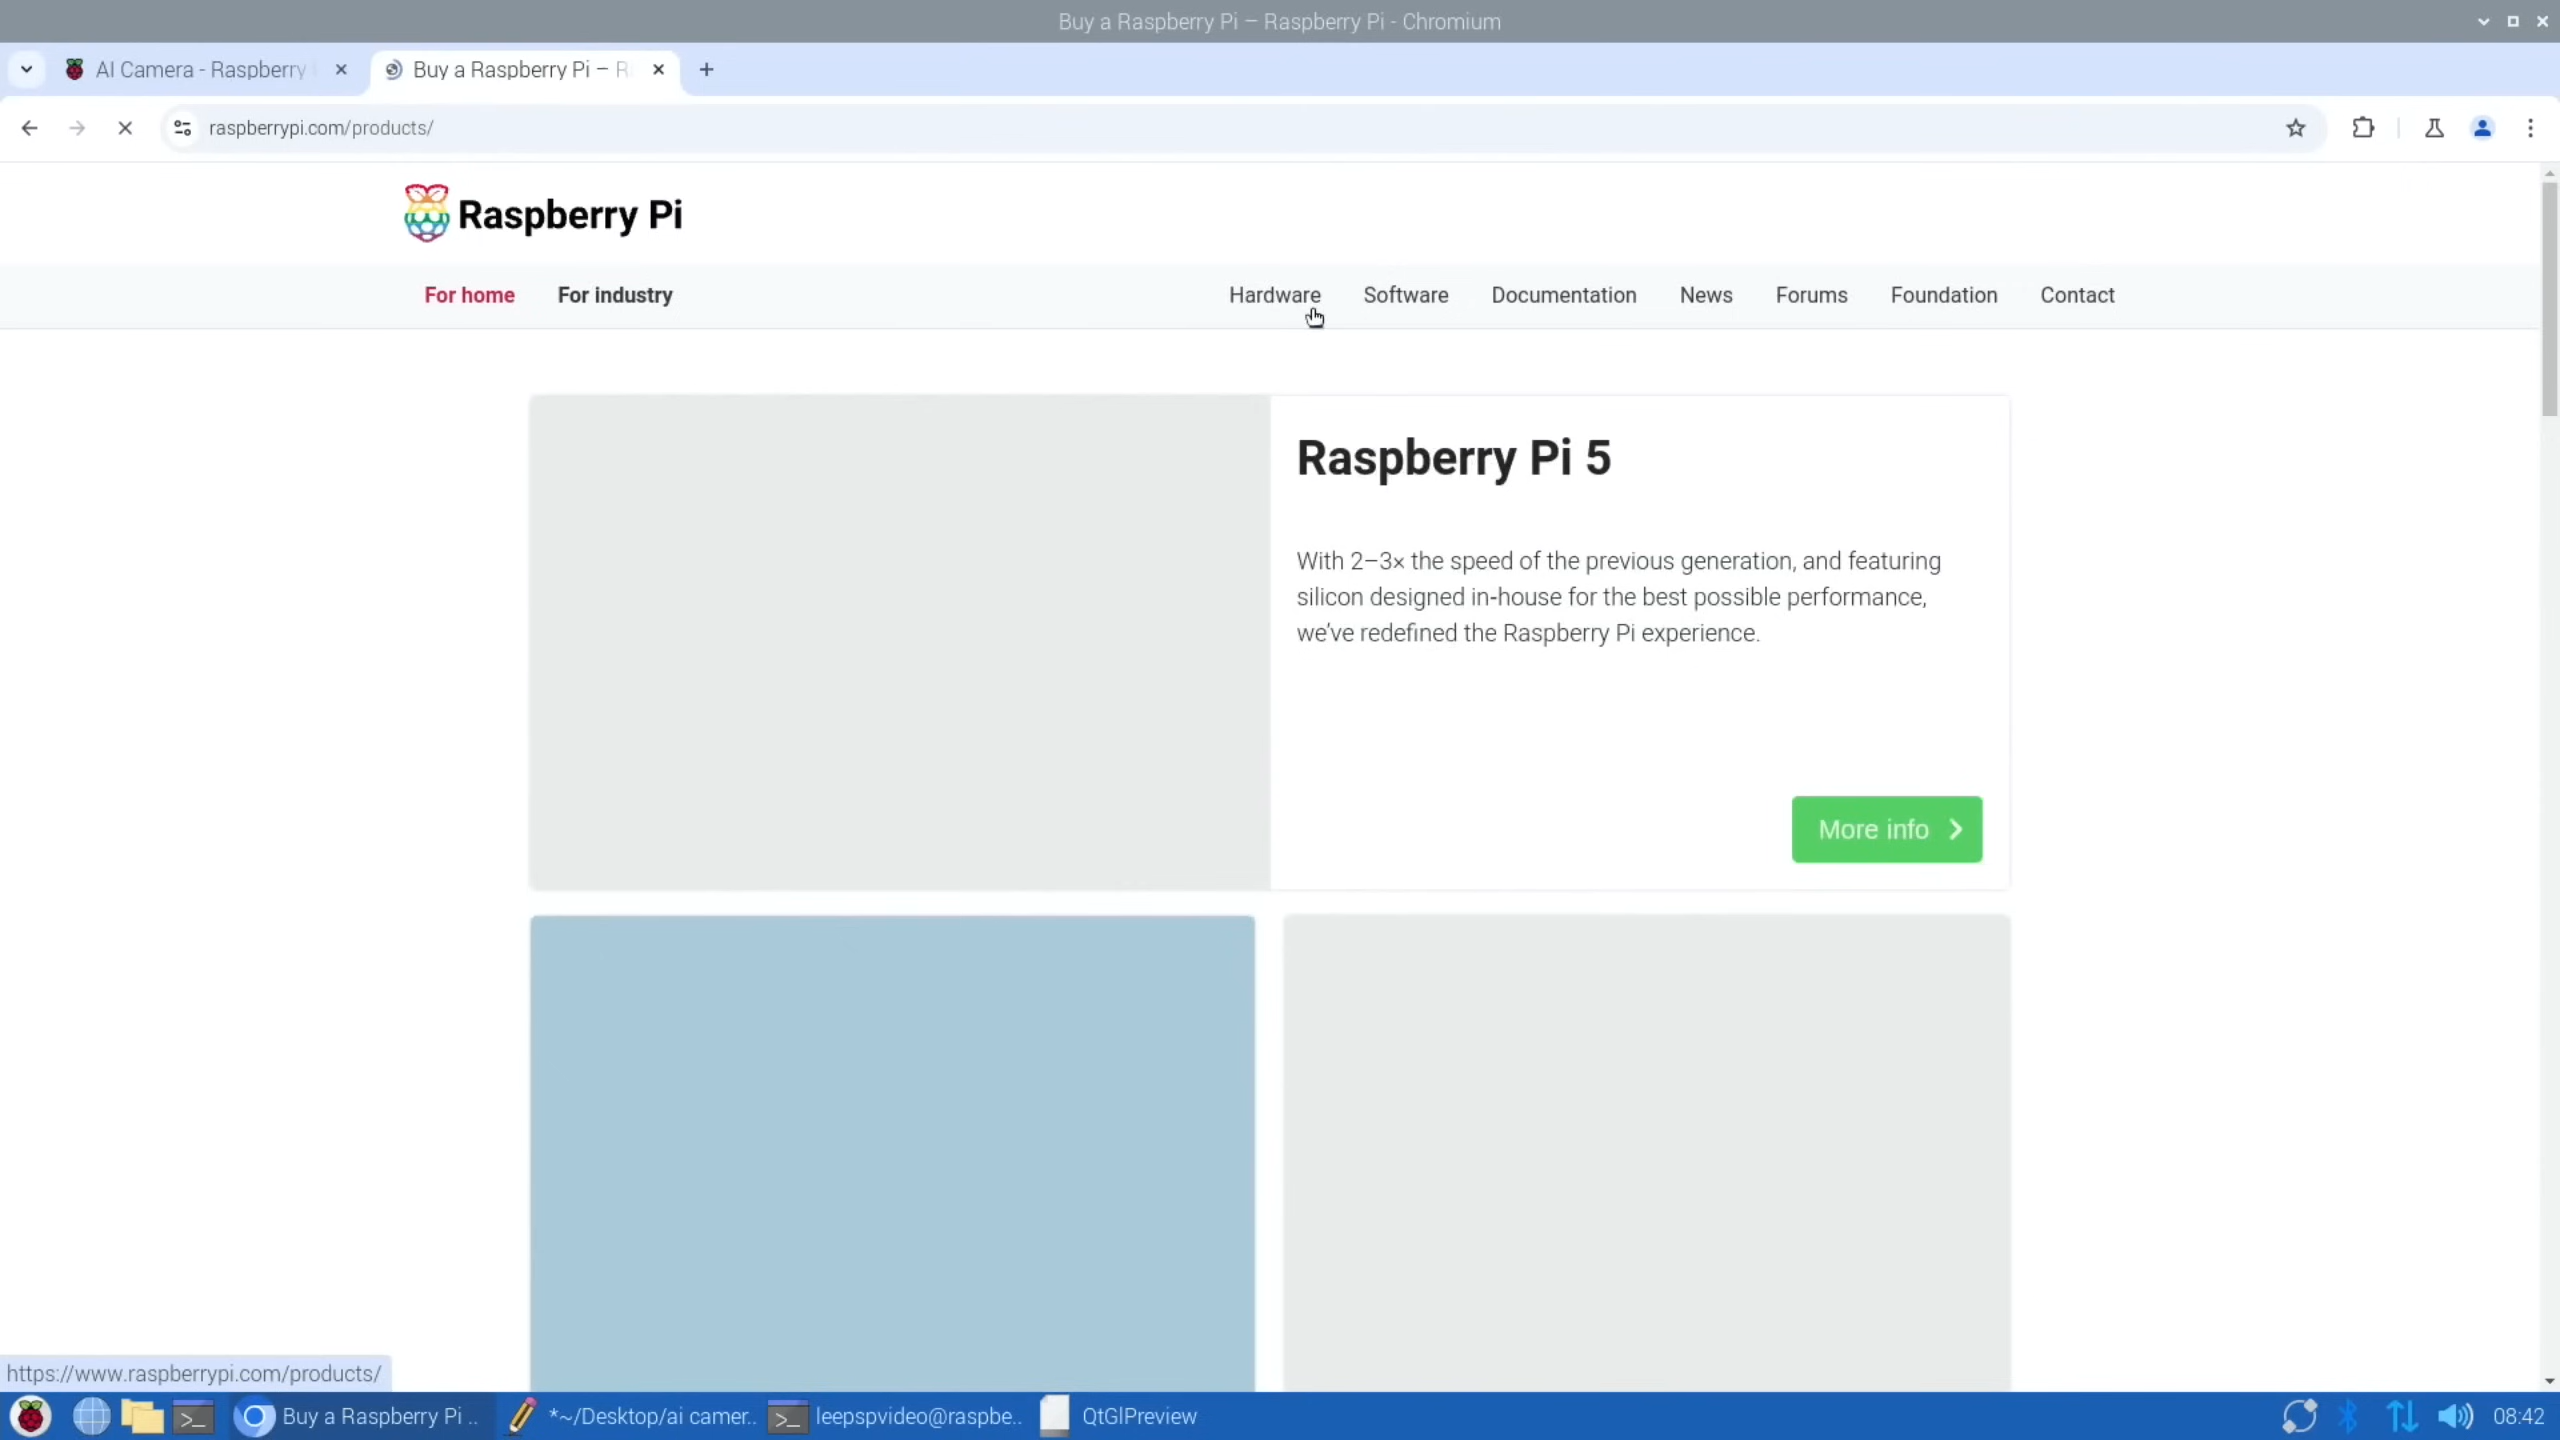 Buy a Raspberry Pi – Raspberry Pi - Chromium
AI Camera - Raspberry
Buy a Raspberry Pi – R
raspberrypi.com/products/
Raspberry Pi
For home
For industry
Hardware
Software
Documentation
News
Forums
Foundation
Contact
Raspberry Pi 5
With 2–3× the speed of the previous generation, and featuring
silicon designed in-house for the best possible performance,
we’ve redefined the Raspberry Pi experience.
More info
https://www.raspberrypi.com/products/
Buy a Raspberry Pi ..
*~/Desktop/ai camer..
leepspvideo@raspbe..
QtGlPreview
08:42